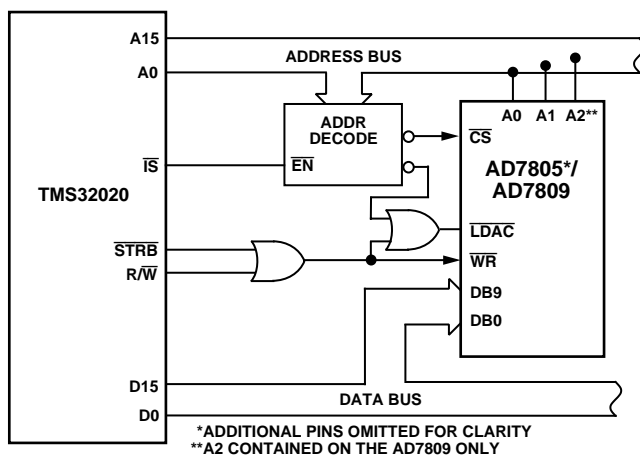 A15
ADDRESS BUS
A0
ADDR
DECODE
A0 A1 A2**
CS
IS
EN
AD7805*/
AD7809
TMS32020
LDAC
STRB
WR
R/W
DB9
DB0
D15
DATA BUS
D0
*ADDITIONAL PINS OMITTED FOR CLARITY
**A2 CONTAINED ON THE AD7809 ONLY